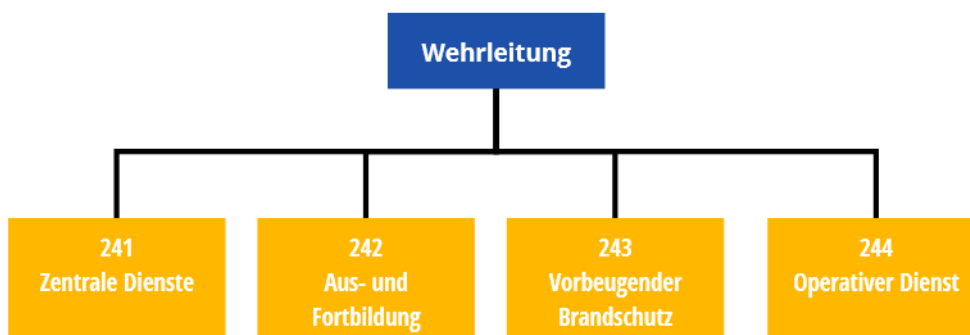 Wehrleitung
241
Zentrale Dienste
242
Aus- und
Fortbildung
243
Vorbeugender
Brandschutz
244
Operativer Dienst